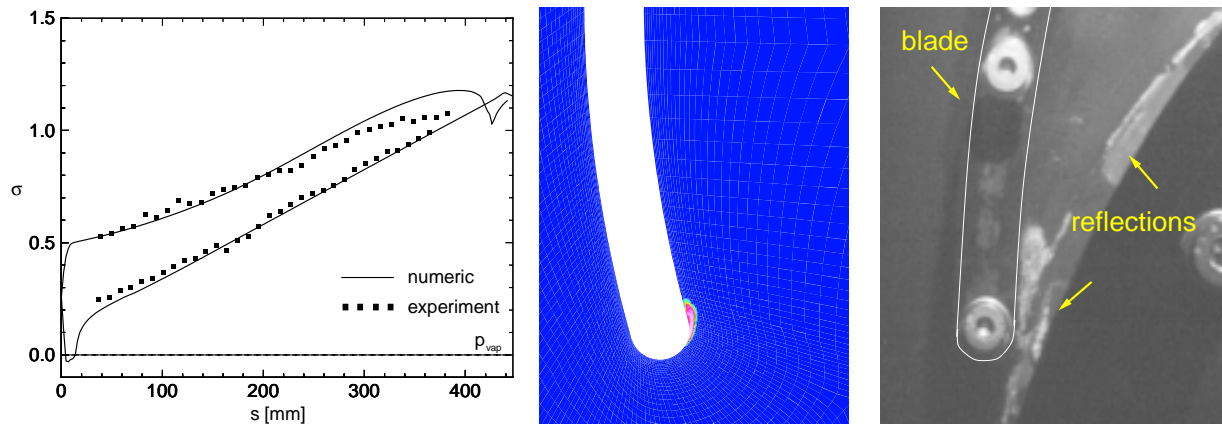 1.5
1.0
σ
0.5
numeric
experiment
p_vap
0.0
0 100 200 300 400
s [mm]
blade
reflections